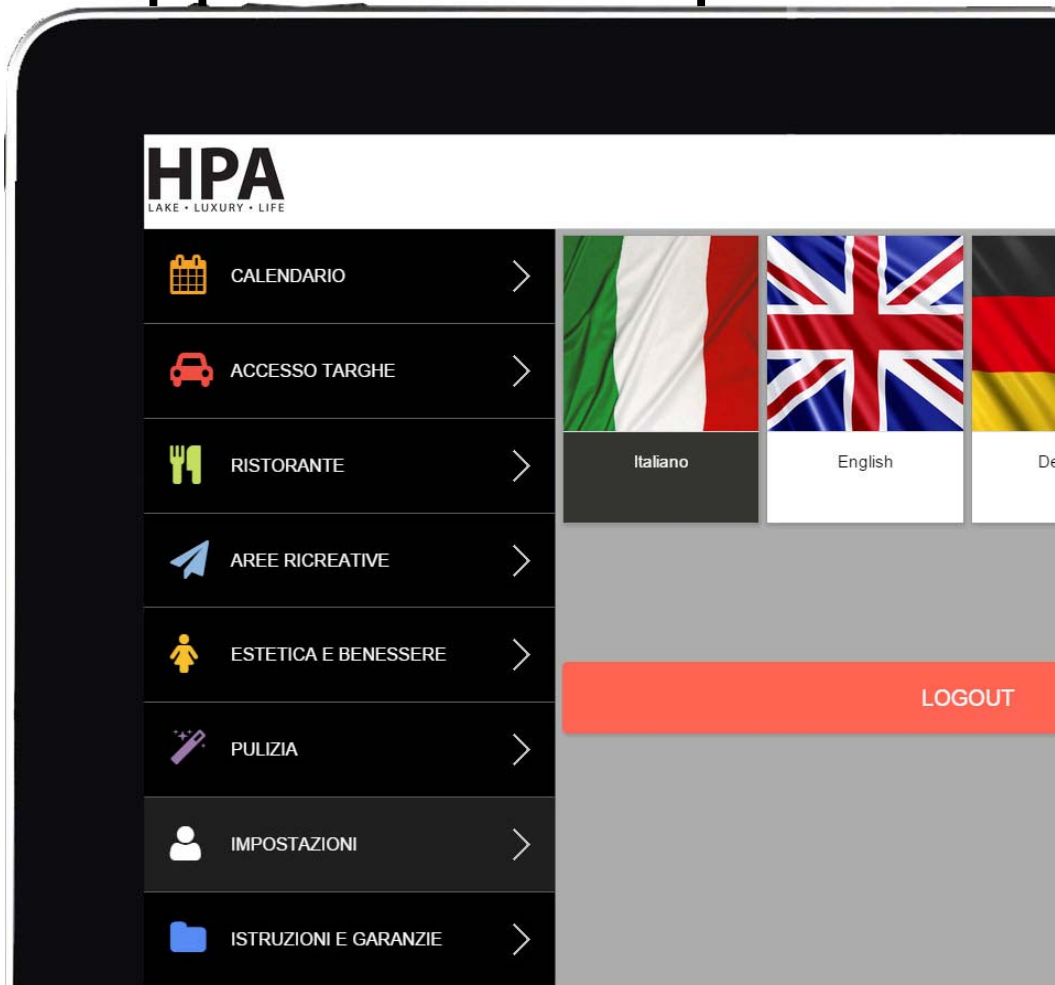 HPA
LAKE • LUXURY • LIFE
CALENDARIO
ACCESSO TARGHE
RISTORANTE
AREE RICREATIVE
ESTETICA E BENESSERE
PULIZIA
IMPOSTAZIONI
ISTRUZIONI E GARANZIE
Italiano
English
De
LOGOUT